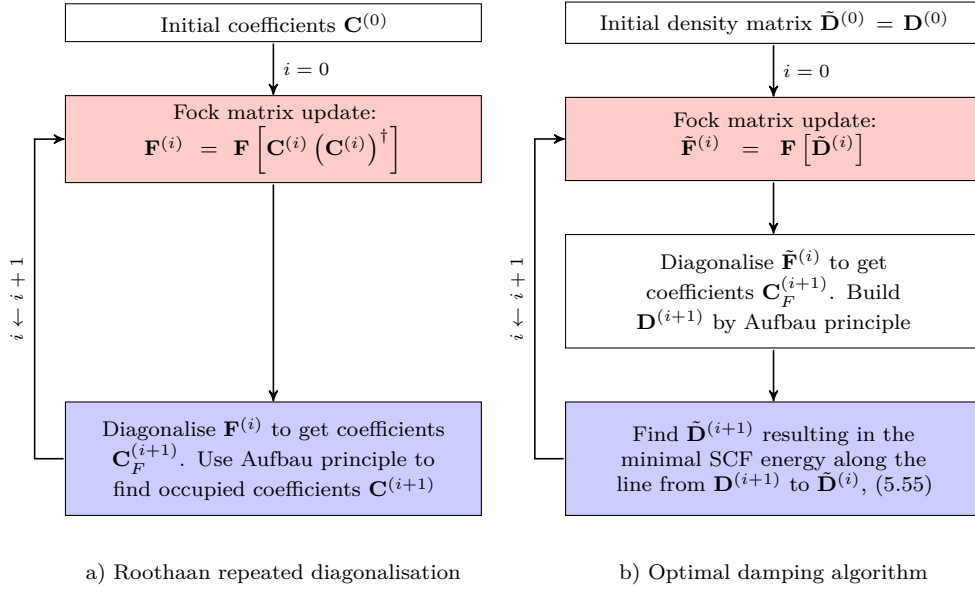 Initial coefficients C^(0)
i = 0
Fock matrix update:
F^(i) = F [ C^(i) ( C^(i) )^† ]
i ← i + 1
Diagonalise F^(i) to get coefficients
C_F^(i+1). Use Aufbau principle to
find occupied coefficients C^(i+1)
a) Roothaan repeated diagonalisation
Initial density matrix D̃^(0) = D^(0)
i = 0
Fock matrix update:
F̃^(i) = F [ D̃^(i) ]
i ← i + 1
Diagonalise F̃^(i) to get
coefficients C_F^(i+1). Build
D^(i+1) by Aufbau principle
Find D̃^(i+1) resulting in the
minimal SCF energy along the
line from D^(i+1) to D̃^(i), (5.55)
b) Optimal damping algorithm